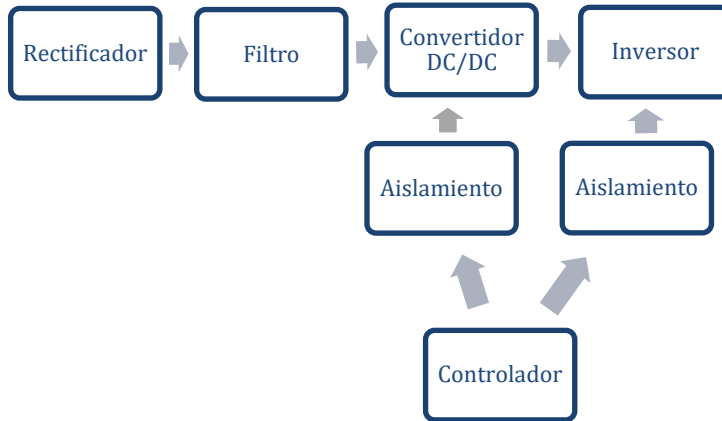 Rectificador
Filtro
Convertidor
DC/DC
Inversor
Aislamiento
Aislamiento
Controlador